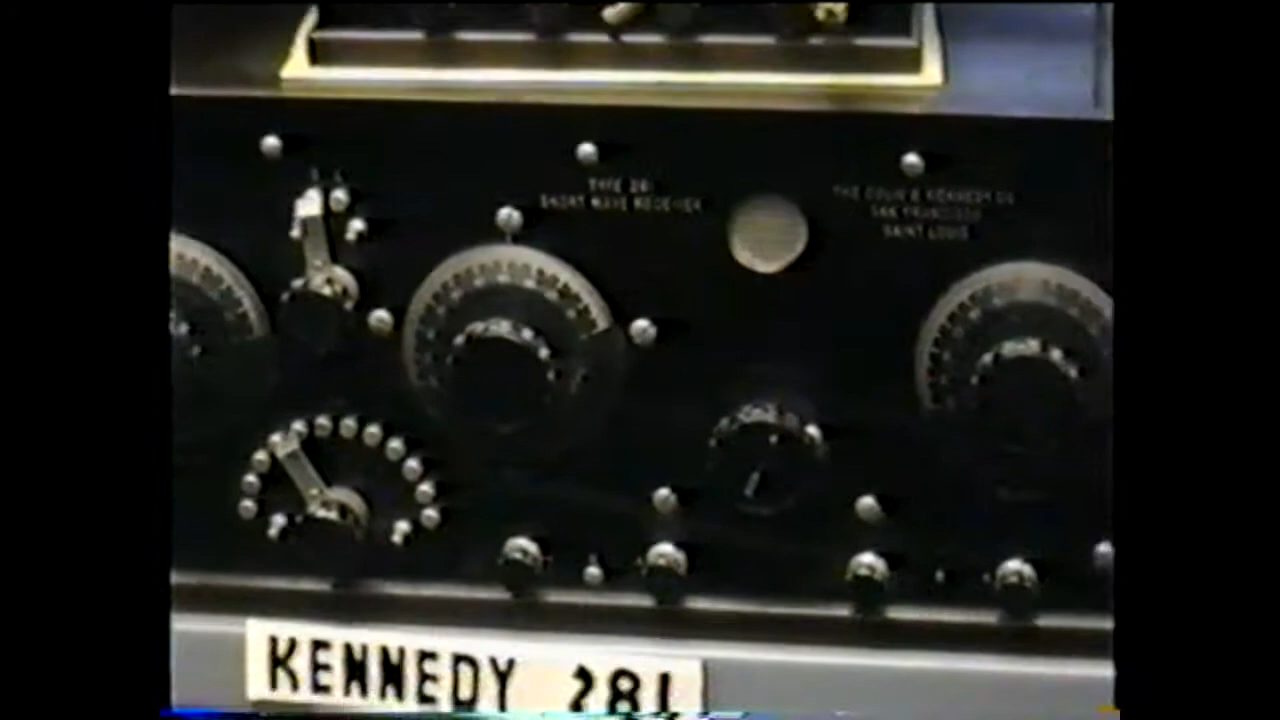 TYPE 281
SHORT WAVE RECEIVER
THE COLIN B KENNEDY CO
SAN FRANCISCO
SAINT LOUIS
KENNEDY 281